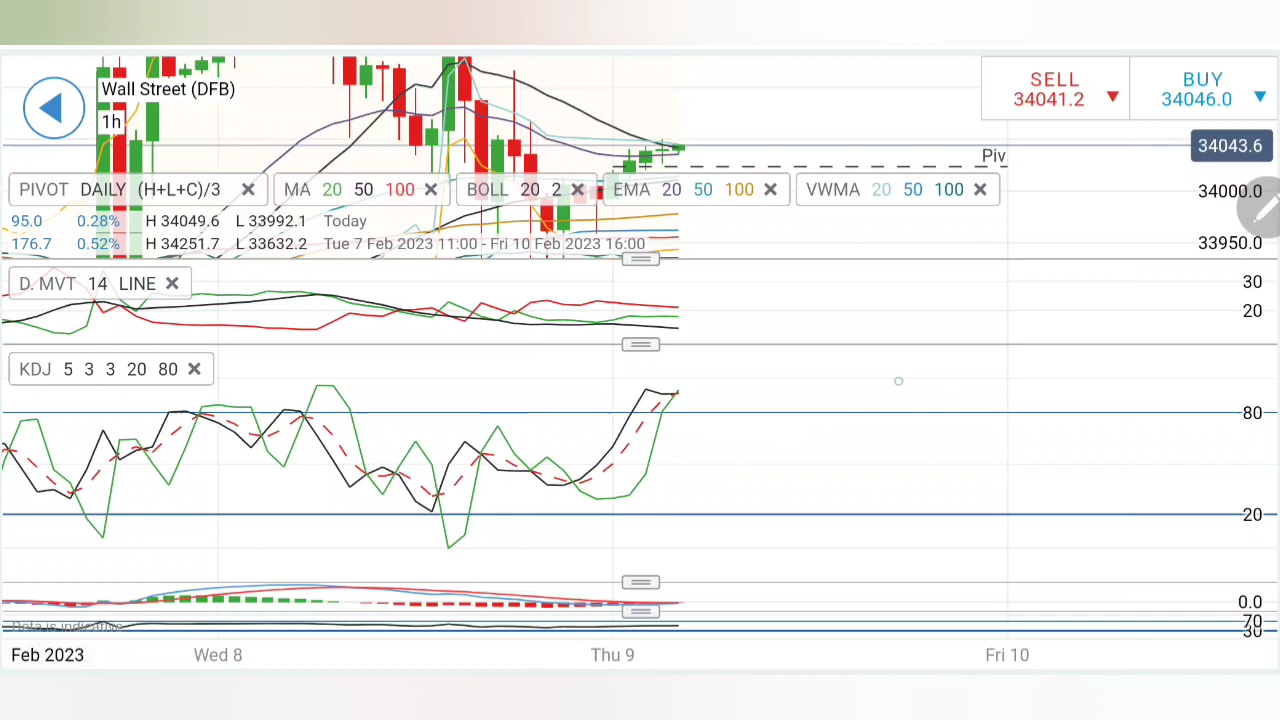 Wall Street (DFB)
1h
SELL
34041.2
BUY
34046.0
34043.6
Piv
PIVOT DAILY (H+L+C)/3
MA 20 50 100
BOLL 20 2
EMA 20 50 100
VWMA 20 50 100
34000.0
95.0 0.28% H 34049.6 L 33992.1 Today
176.7 0.52% H 34251.7 L 33632.2 Tue 7 Feb 2023 11:00 - Fri 10 Feb 2023 16:00
33950.0
D. MVT 14 LINE
30
20
KDJ 5 3 3 20 80
80
20
0.0
70
30
Data is indicative
Feb 2023 Wed 8 Thu 9 Fri 10